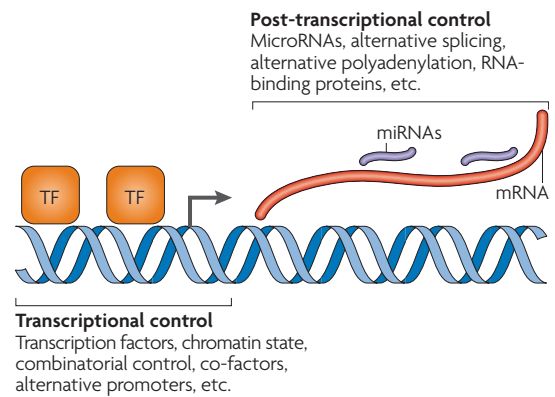 Post-transcriptional control
MicroRNAs, alternative splicing,
alternative polyadenylation, RNA-
binding proteins, etc.
miRNAs
mRNA
TF
TF
Transcriptional control
Transcription factors, chromatin state,
combinatorial control, co-factors,
alternative promoters, etc.